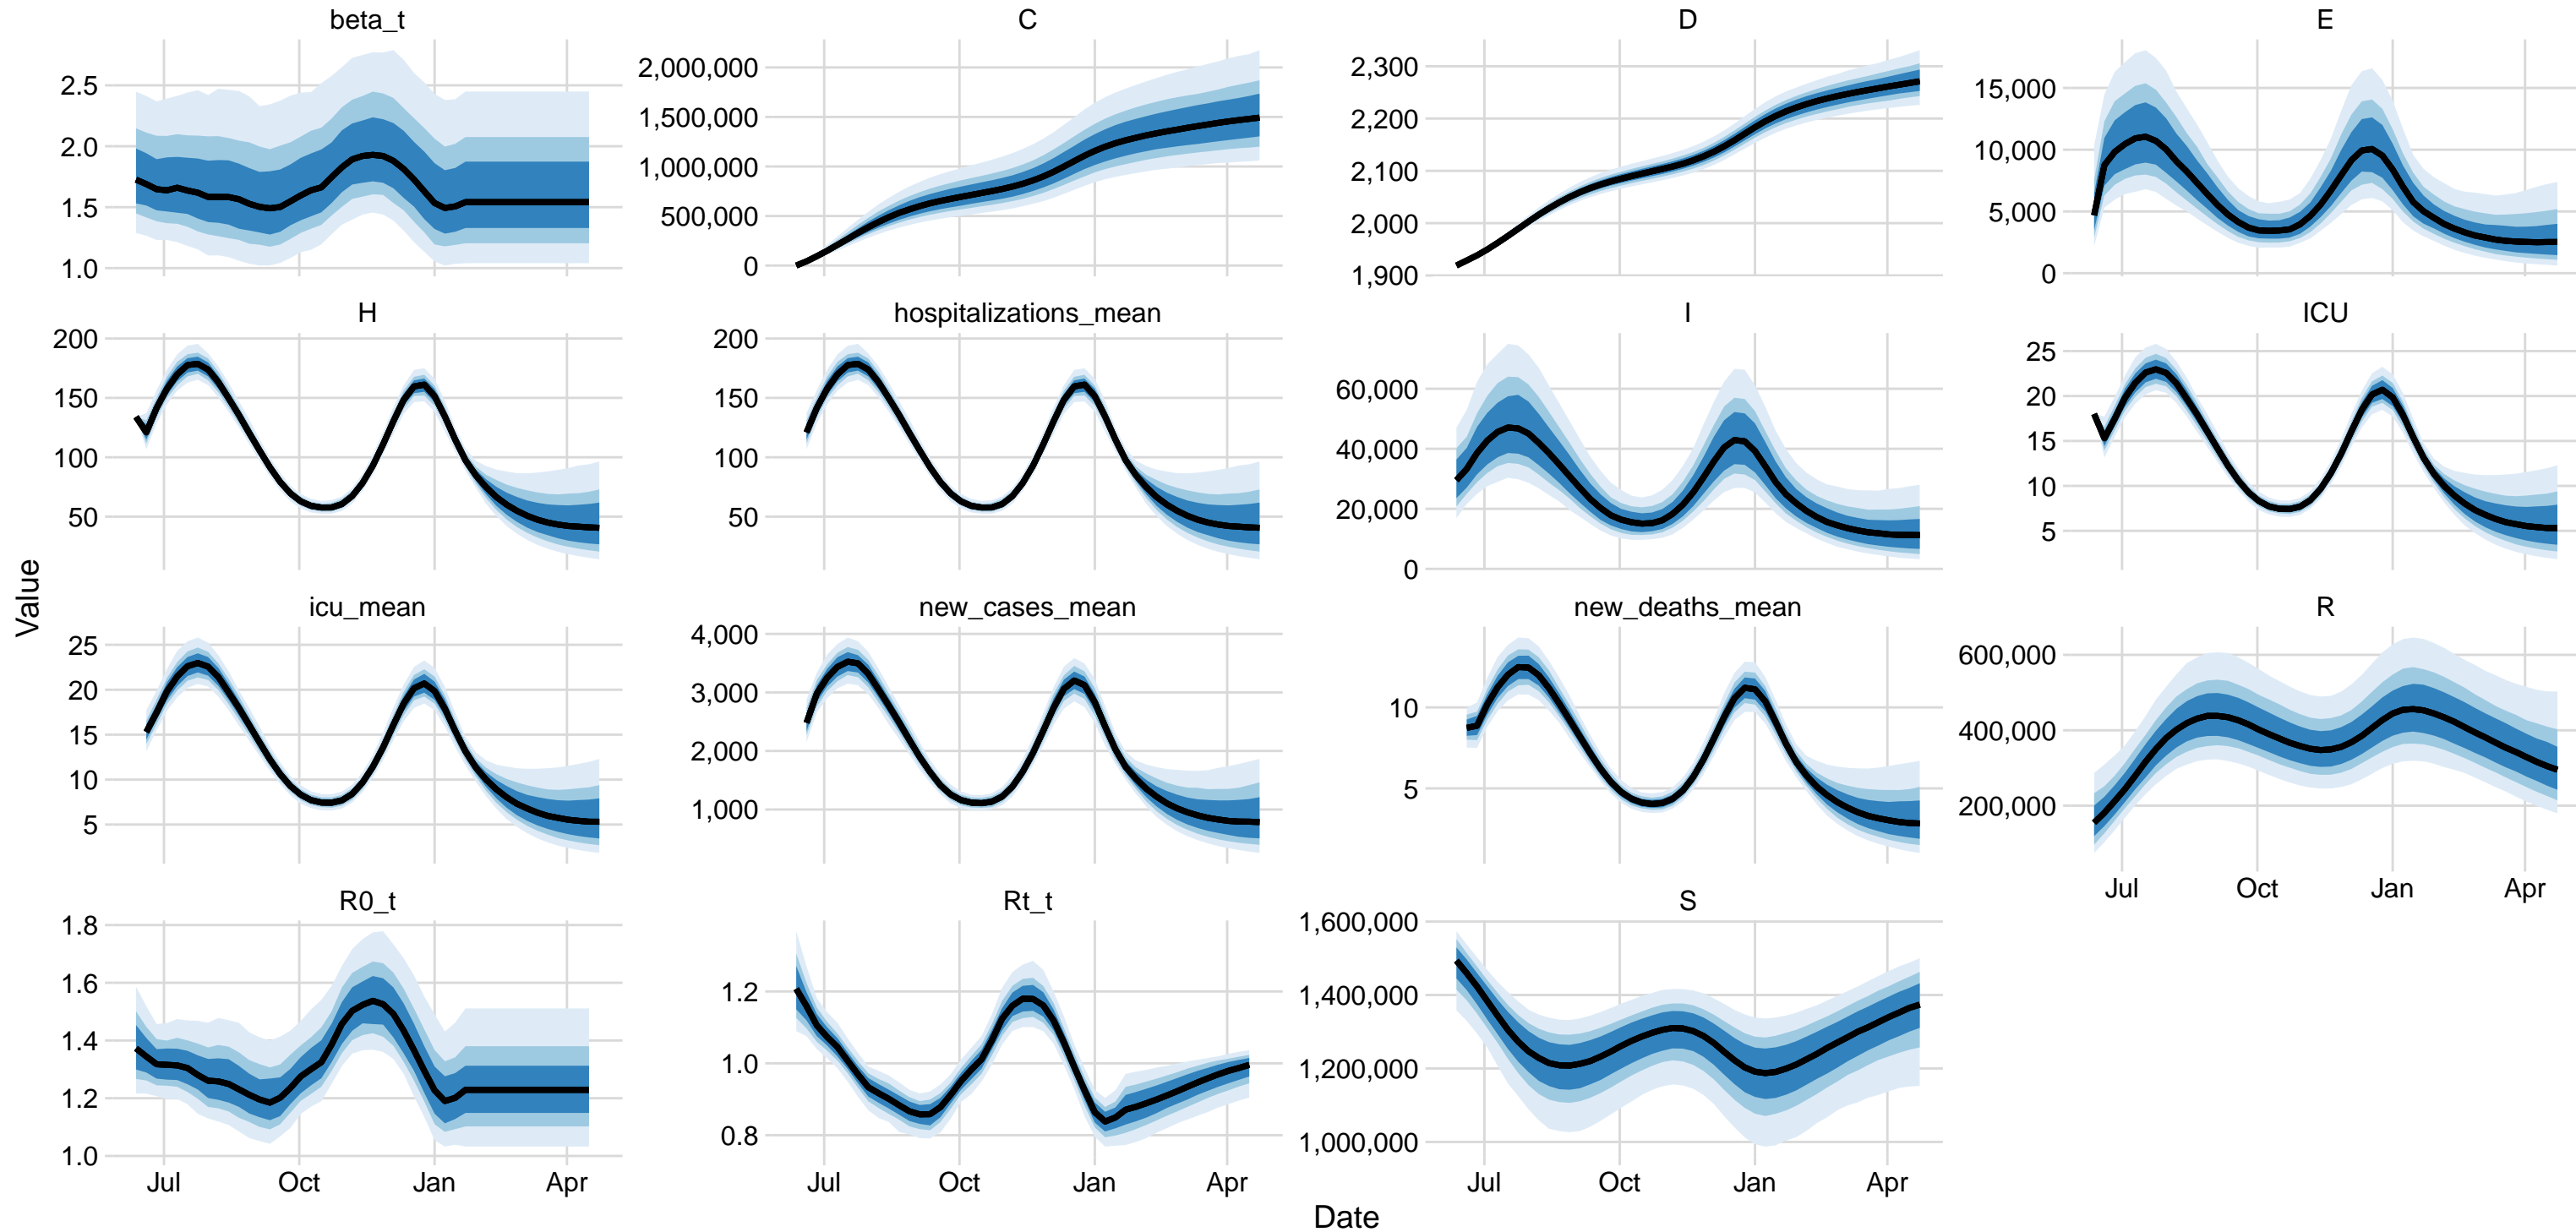 beta_t
C
D
E
2.5
2.0
1.5
1.0
2,000,000
1,500,000
1,000,000
500,000
0
2,300
2,200
2,100
2,000
1,900
15,000
10,000
5,000
0
H
hospitalizations_mean
I
ICU
200
150
100
50
200
150
100
50
60,000
40,000
20,000
0
25
20
15
10
5
Value
icu_mean
new_cases_mean
new_deaths_mean
R
25
20
15
10
5
4,000
3,000
2,000
1,000
10
5
600,000
400,000
200,000
Jul Oct Jan Apr
R0_t
Rt_t
S
1.8
1.6
1.4
1.2
1.0
1.2
1.0
0.8
1,600,000
1,400,000
1,200,000
1,000,000
Jul Oct Jan Apr
Jul Oct Jan Apr
Jul Oct Jan Apr
Date